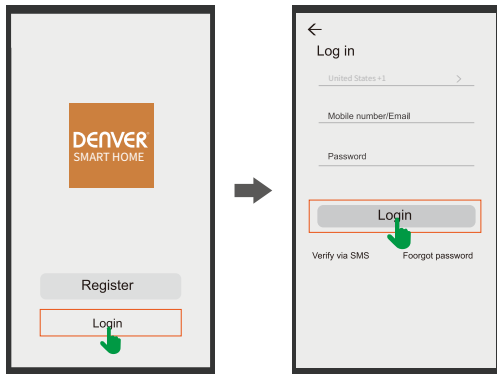 DENVER
SMART HOME
Register
Login
Log in
United States +1
Mobile number/Email
Password
Login
Verify via SMS
Foorgot password